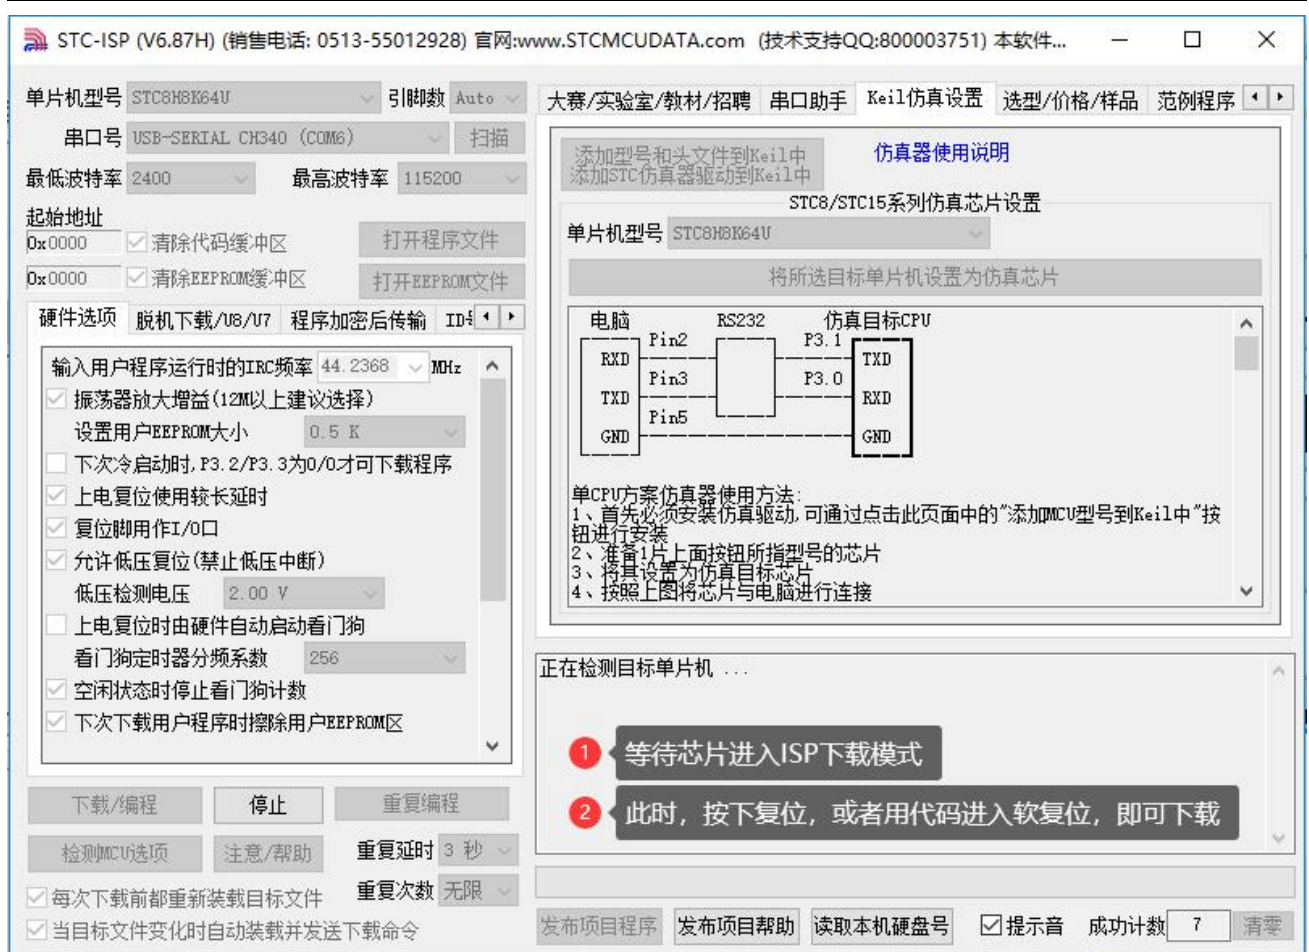 STC-ISP (V6.87H) (销售电话: 0513-55012928) 官网:www.STCMCUDATA.com (技术支持QQ:800003751) 本软件...
单片机型号 STC8H8K64U 引脚数 Auto
串口号 USB-SERIAL CH340 (COM6) 扫描
最低波特率 2400 最高波特率 115200
起始地址
0x0000 清除代码缓冲区 打开程序文件
0x0000 清除EEPROM缓冲区 打开EEPROM文件
硬件选项 脱机下载/U8/U7 程序加密后传输
输入用户程序运行时的IRC频率 44.2368 MHz
振荡器放大增益(12M以上建议选择)
设置用户EEPROM大小 0.5 K
下次冷启动时,P3.2/P3.3为0/0才可下载程序
上电复位使用较长延时
复位脚用作I/O口
允许低压复位(禁止低压中断)
低压检测电压 2.00 V
上电复位时由硬件自动启动看门狗
看门狗定时器分频系数 256
空闲状态时停止看门狗计数
下次下载用户程序时擦除用户EEPROM区
下载/编程 停止 重复编程
检测MCU选项 注意/帮助 重复延时 3 秒
每次下载前都重新装载目标文件 重复次数 无限
当目标文件变化时自动装载并发送下载命令
大赛/实验室/教材/招聘 串口助手 Keil仿真设置 选型/价格/样品 范例程序
添加型号和头文件到Keil中
添加STC仿真器驱动到Keil中
仿真器使用说明
STC8/STC15系列仿真芯片设置
单片机型号 STC8H8K64U
将所选目标单片机设置为仿真芯片
电脑 RS232 仿真目标CPU
Pin2 P3.1
RXD TXD
Pin3 P3.0
TXD RXD
Pin5
GND GND
单CPU方案仿真器使用方法:
1、首先必须安装仿真驱动,可通过点击此页面中的"添加MCU型号到Keil中"按
钮进行安装
2、准备1片上面按钮所指型号的芯片
3、将其设置为仿真目标芯片
4、按照上图将芯片与电脑进行连接
正在检测目标单片机 ...
1 等待芯片进入ISP下载模式
2 此时，按下复位，或者用代码进入软复位，即可下载
发布项目程序 发布项目帮助 读取本机硬盘号 提示音 成功计数 7 清零